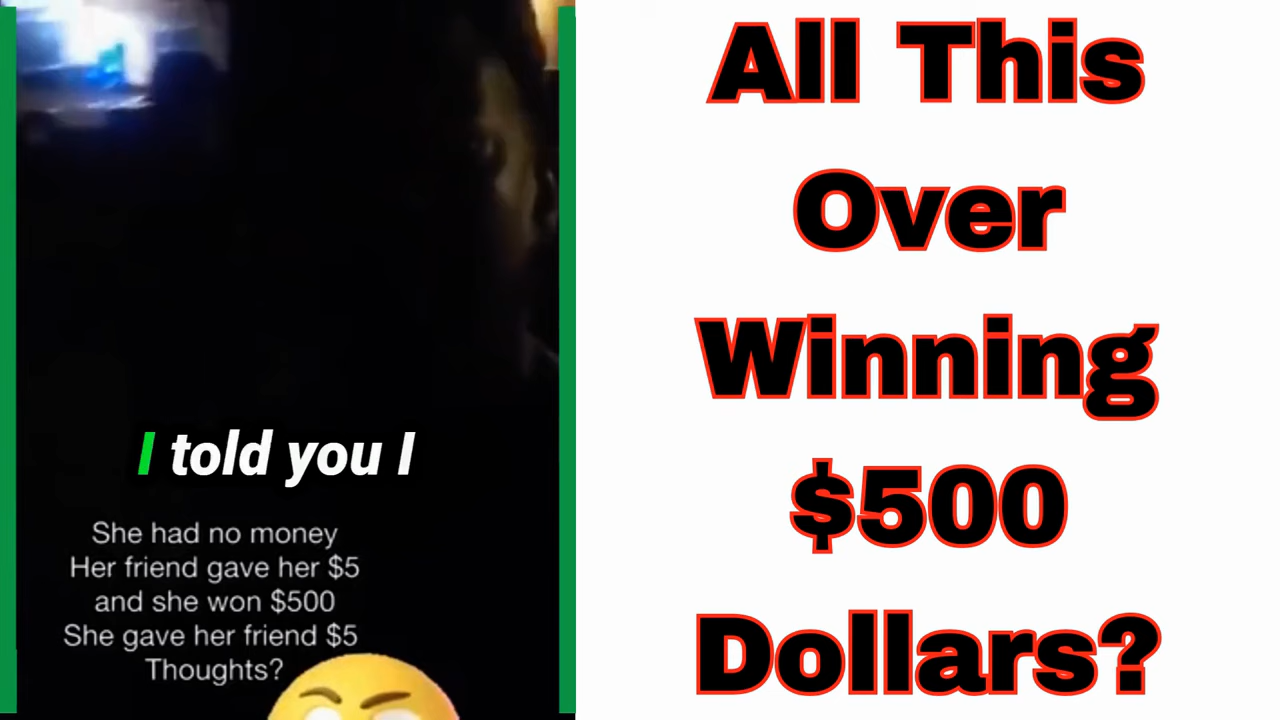 I told you I
She had no money
Her friend gave her $5
and she won $500
She gave her friend $5
Thoughts?
All This
Over
Winning
$500
Dollars?